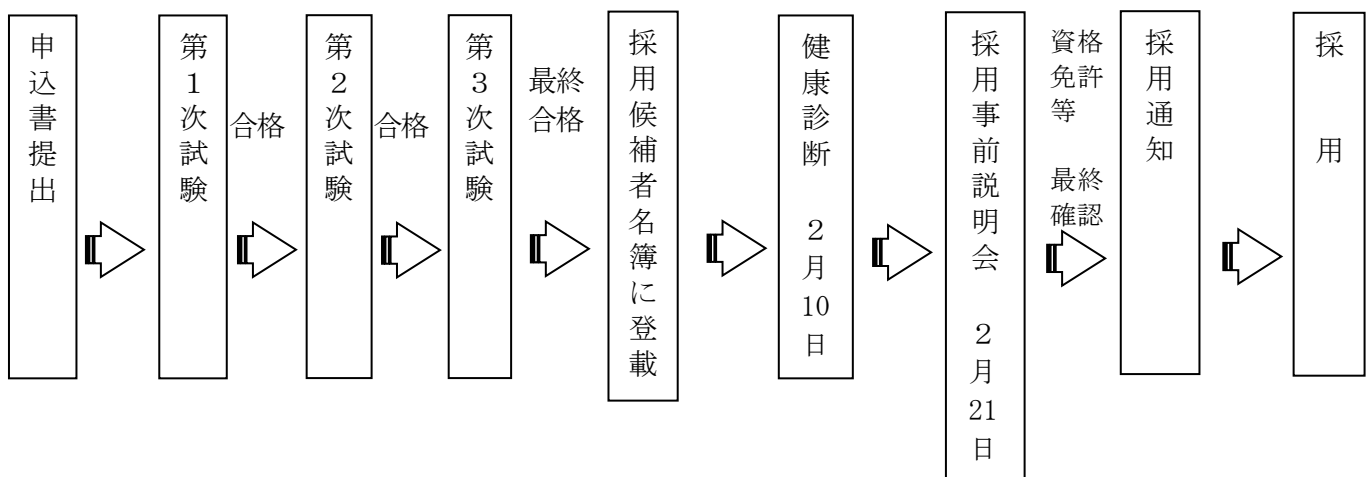 申込書提出
第１次試験
合格
第２次試験
合格
第３次試験
最終
合格
採用候補者名簿に登載
健康診断　２月10日
採用事前説明会　２月21日
資格
免許
等
最終
確認
採用通知
採　用